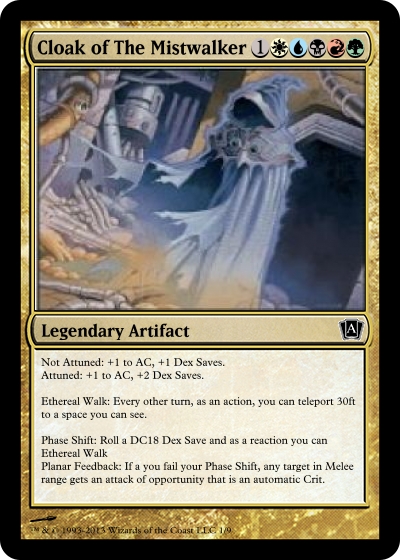 Cloak of The Mistwalker 1
Legendary Artifact A
Not Attuned: +1 to AC, +1 Dex Saves.
Attuned: +1 to AC, +2 Dex Saves.
Ethereal Walk: Every other turn, as an action, you can teleport 30ft
to a space you can see.
Phase Shift: Roll a DC18 Dex Save and as a reaction you can
Ethereal Walk
Planar Feedback: If a you fail your Phase Shift, any target in Melee
range gets an attack of opportunity that is an automatic Crit.
™ & © 1993-2013 Wizards of the Coast LLC 1/9